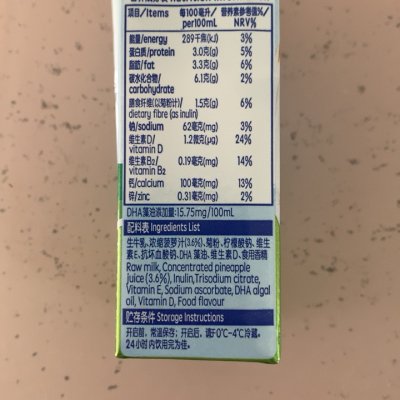 项目/Items 每100毫升/ 营养素参考值%/
per100mL NRV%
能量/energy 289千焦(kJ) 3%
蛋白质/protein 3.0克(g) 5%
脂肪/fat 3.3克(g) 6%
碳水化合物/ 6.1克(g) 2%
carbohydrate
膳食纤维(以菊粉计)/ 1.5克(g) 6%
dietary fibre (as inulin)
钠/sodium 62毫克(mg) 3%
维生素D/ 1.2微克(μg) 24%
vitamin D
维生素B₂/ 0.19毫克(mg) 14%
vitamin B2
钙/calcium 100毫克(mg) 13%
锌/zinc 0.31毫克(mg) 2%
DHA藻油添加量:15.75mg/100mL
配料表 Ingredients List
生牛乳、浓缩菠萝汁(3.6%)、菊粉、柠檬酸钠、维生
素E、抗坏血酸钠、DHA藻油、维生素D、食用香精
Raw milk, Concentrated pineapple
juice (3.6%), Inulin,Trisodium citrate,
Vitamin E, Sodium ascorbate, DHA algal
oil, Vitamin D, Food flavour
贮存条件 Storage Instructions
开启前，常温保存；开启后，请于0℃-4℃冷藏，
24小时内饮用完为佳。